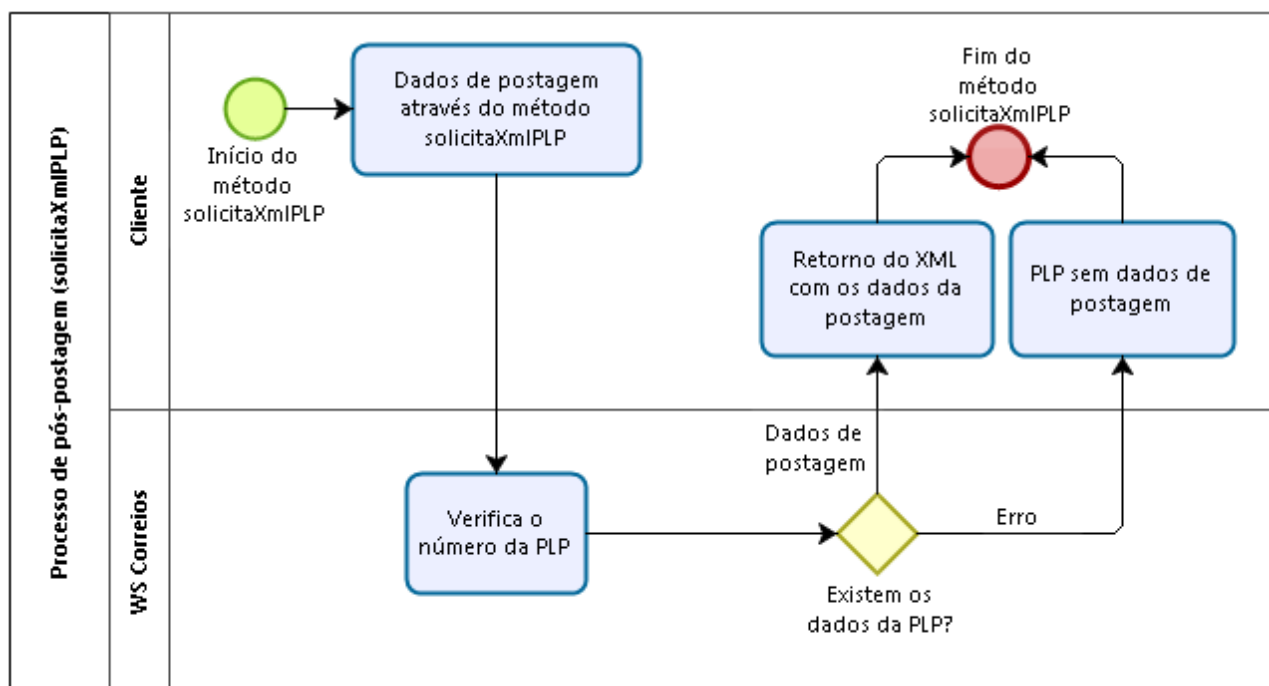 Processo de pós-postagem (solicitaXmlPLP)
Cliente
Início do
método
solicitaXmlPLP
Dados de postagem
através do método
solicitaXmlPLP
Fim do
método
solicitaXmlPLP
Retorno do XML
com os dados da
postagem
PLP sem dados de
postagem
WS Correios
Verifica o
número da PLP
Dados de
postagem
Erro
Existem os
dados da PLP?